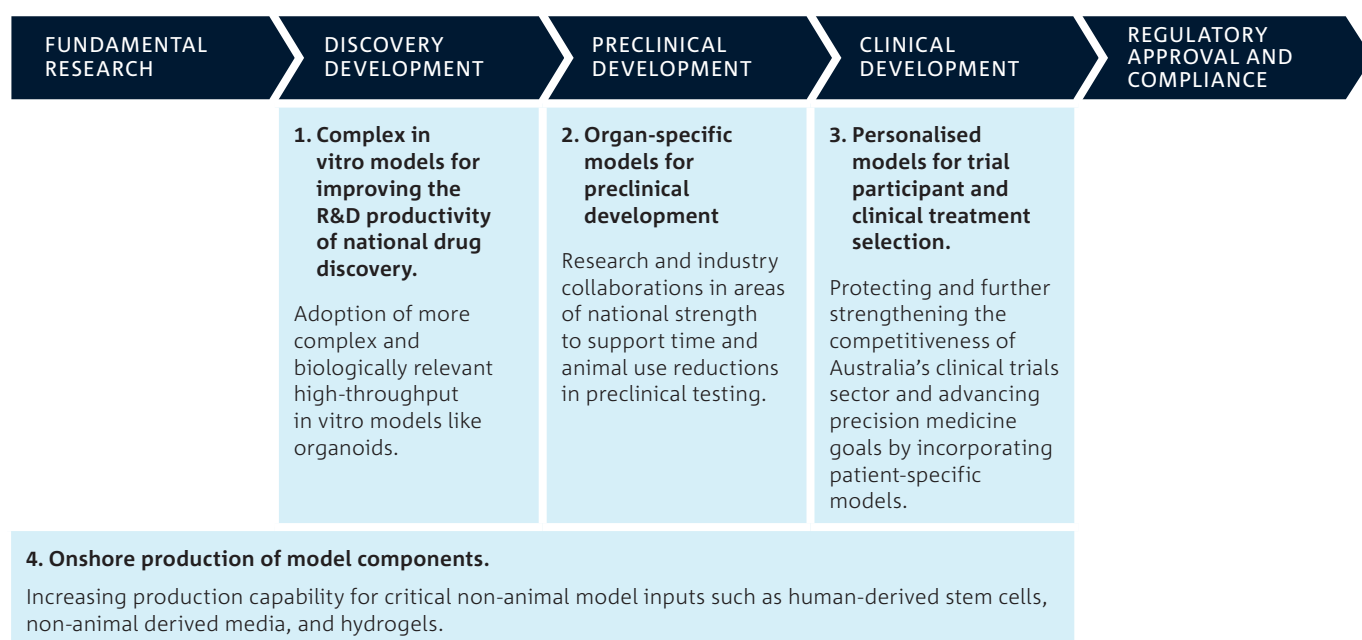 FUNDAMENTAL
RESEARCH
DISCOVERY
DEVELOPMENT
PRECLINICAL
DEVELOPMENT
CLINICAL
DEVELOPMENT
REGULATORY
APPROVAL AND
COMPLIANCE
1. Complex in
vitro models for
improving the
R&D productivity
of national drug
discovery.
Adoption of more
complex and
biologically relevant
high-throughput
in vitro models like
organoids.
2. Organ-specific
models for
preclinical
development
Research and industry
collaborations in areas
of national strength
to support time and
animal use reductions
in preclinical testing.
3. Personalised
models for trial
participant and
clinical treatment
selection.
Protecting and further
strengthening the
competitiveness of
Australia’s clinical trials
sector and advancing
precision medicine
goals by incorporating
patient-specific
models.
4. Onshore production of model components.
Increasing production capability for critical non-animal model inputs such as human-derived stem cells,
non-animal derived media, and hydrogels.